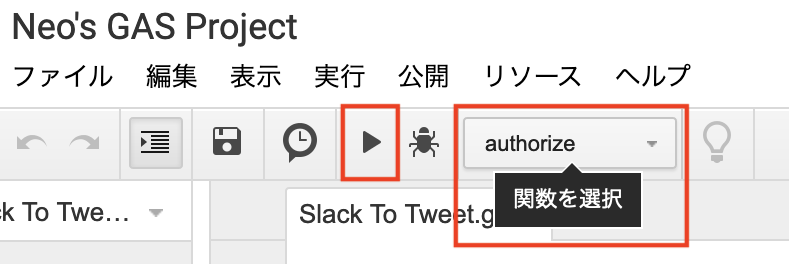 Neo's GAS Project
ファイル 編集 表示 実行 公開 リソース ヘルプ
authorize
関数を選択
ck To Twe...
Slack To Tweet.g